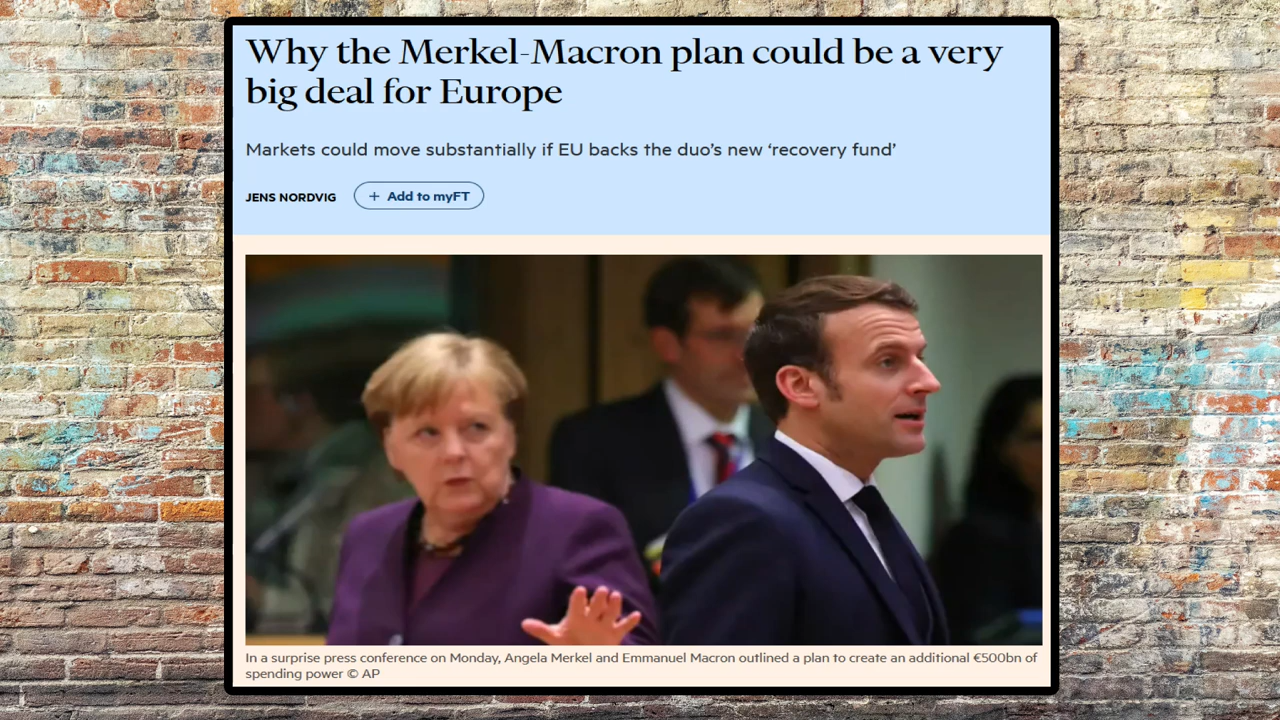 Why the Merkel-Macron plan could be a very
big deal for Europe
Markets could move substantially if EU backs the duo’s new ‘recovery fund’
JENS NORDVIG
+ Add to myFT
In a surprise press conference on Monday, Angela Merkel and Emmanuel Macron outlined a plan to create an additional €500bn of
spending power © AP